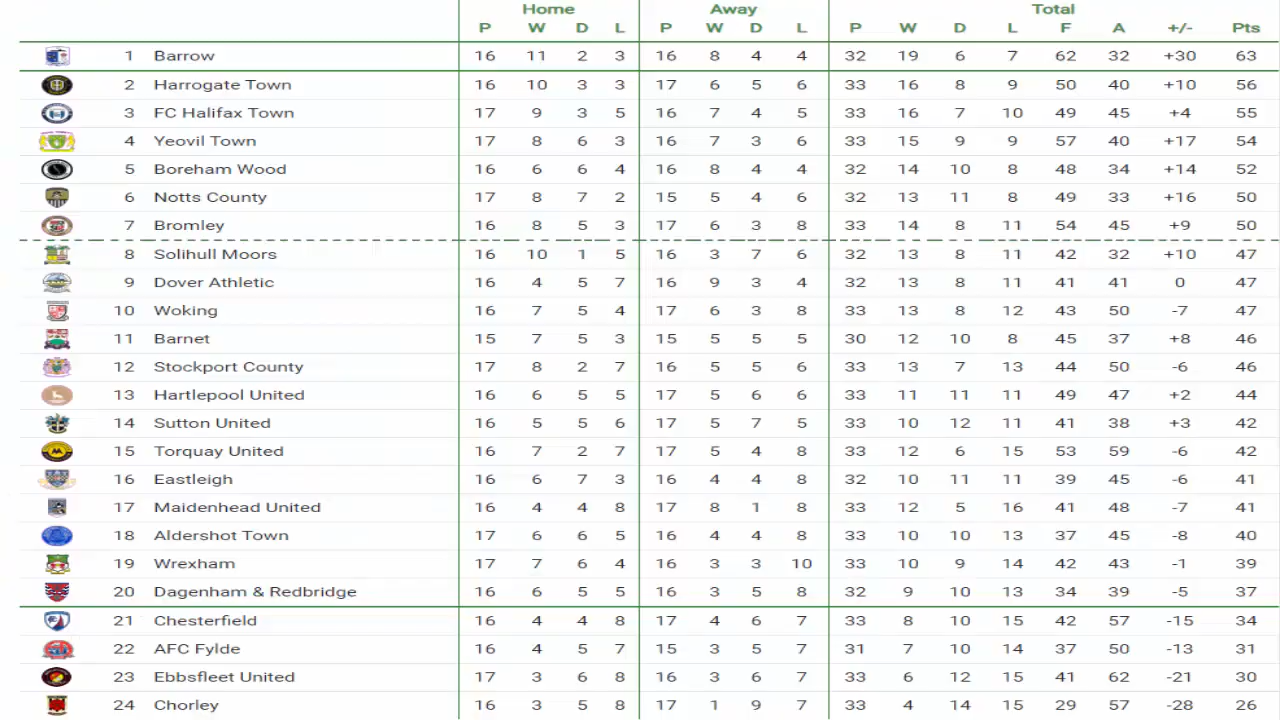 Home Away Total
P W D L P W D L P W D L F A +/- Pts
1 Barrow 16 11 2 3 16 8 4 4 32 19 6 7 62 32 +30 63
2 Harrogate Town 16 10 3 3 17 6 5 6 33 16 8 9 50 40 +10 56
3 FC Halifax Town 17 9 3 5 16 7 4 5 33 16 7 10 49 45 +4 55
4 Yeovil Town 17 8 6 3 16 7 3 6 33 15 9 9 57 40 +17 54
5 Boreham Wood 16 6 6 4 16 8 4 4 32 14 10 8 48 34 +14 52
6 Notts County 17 8 7 2 15 5 4 6 32 13 11 8 49 33 +16 50
7 Bromley 16 8 5 3 17 6 3 8 33 14 8 11 54 45 +9 50
8 Solihull Moors 16 10 1 5 16 3 7 6 32 13 8 11 42 32 +10 47
9 Dover Athletic 16 4 5 7 16 9 3 4 32 13 8 11 41 41 0 47
10 Woking 16 7 5 4 17 6 3 8 33 13 8 12 43 50 -7 47
11 Barnet 15 7 5 3 15 5 5 5 30 12 10 8 45 37 +8 46
12 Stockport County 17 8 2 7 16 5 5 6 33 13 7 13 44 50 -6 46
13 Hartlepool United 16 6 5 5 17 5 6 6 33 11 11 11 49 47 +2 44
14 Sutton United 16 5 5 6 17 5 7 5 33 10 12 11 41 38 +3 42
15 Torquay United 16 7 2 7 17 5 4 8 33 12 6 15 53 59 -6 42
16 Eastleigh 16 6 7 3 16 4 4 8 32 10 11 11 39 45 -6 41
17 Maidenhead United 16 4 4 8 17 8 1 8 33 12 5 16 41 48 -7 41
18 Aldershot Town 17 6 6 5 16 4 4 8 33 10 10 13 37 45 -8 40
19 Wrexham 17 7 6 4 16 3 3 10 33 10 9 14 42 43 -1 39
20 Dagenham & Redbridge 16 6 5 5 16 3 5 8 32 9 10 13 34 39 -5 37
21 Chesterfield 16 4 4 8 17 4 6 7 33 8 10 15 42 57 -15 34
22 AFC Fylde 16 4 5 7 15 3 5 7 31 7 10 14 37 50 -13 31
23 Ebbsfleet United 17 3 6 8 16 3 6 7 33 6 12 15 41 62 -21 30
24 Chorley 16 3 5 8 17 1 9 7 33 4 14 15 29 57 -28 26